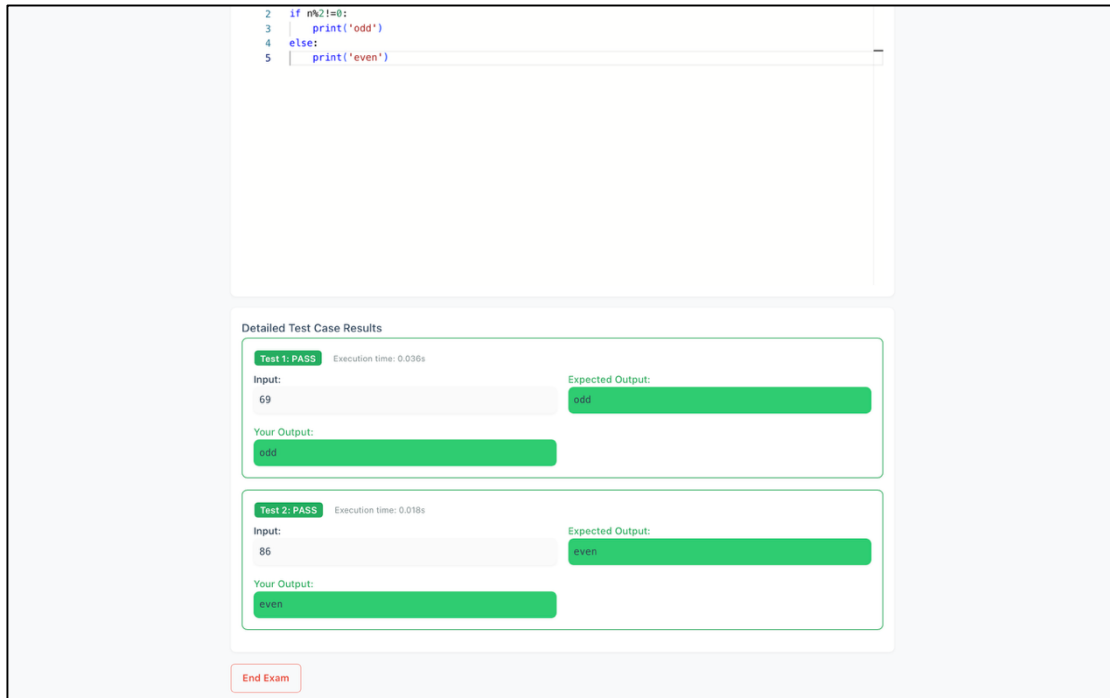 2 if n%2!=0:
3 print('odd')
4 else:
5 print('even')
Detailed Test Case Results
Test 1: PASS Execution time: 0.036s
Input: Expected Output:
69 odd
Your Output:
odd
Test 2: PASS Execution time: 0.018s
Input: Expected Output:
86 even
Your Output:
even
End Exam